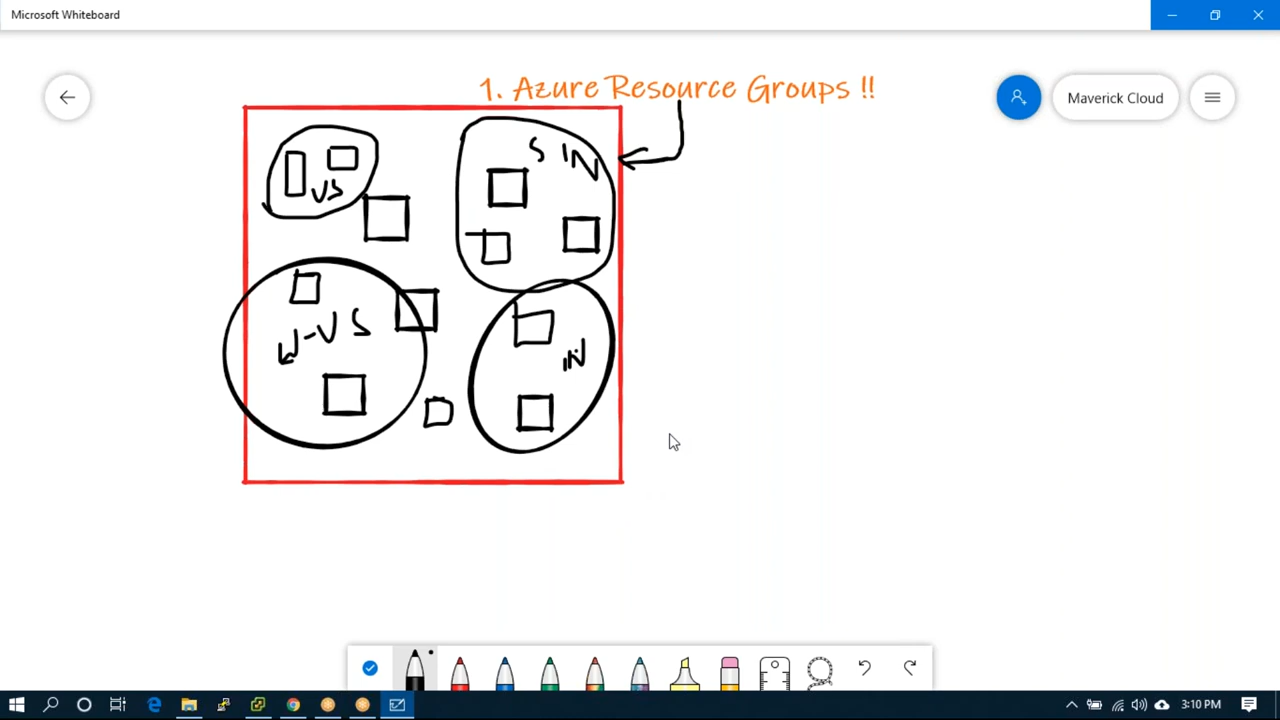 Microsoft Whiteboard
1. Azure Resource Groups !!
Maverick Cloud
S IN
VS
W-VS
IN
3:10 PM